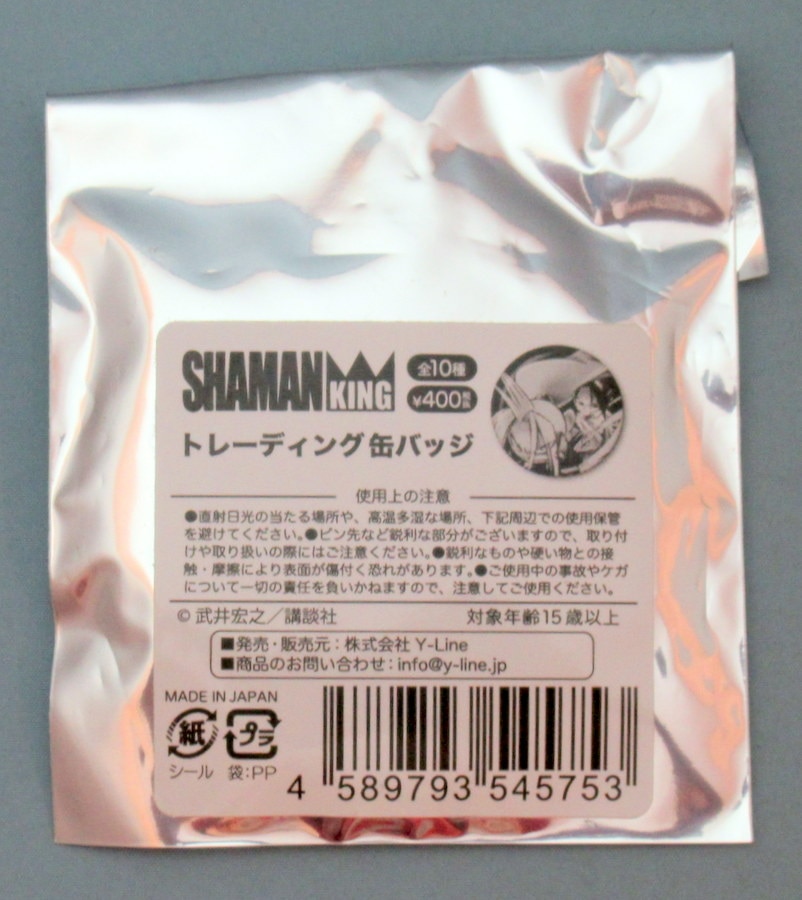 SHAMAN KING
全10種
¥400税抜
トレーディング缶バッジ
使用上の注意
●直射日光の当たる場所や、高温多湿な場所、下記周辺での使用保管
を避けてください。●ピン先など鋭利な部分がございますので、取り付
けや取り扱いの際にはご注意ください。●鋭利なものや硬い物との接
触・摩擦により表面が傷付く恐れがあります。●ご使用中の事故やケガ
について一切の責任を負いかねますので、注意してご使用ください。
© 武井宏之／講談社 対象年齢15歳以上
■発売・販売元：株式会社 Y-Line
■商品のお問い合わせ：info@y-line.jp
MADE IN JAPAN
紙 プラ
シール 袋：PP
4 589793 545753